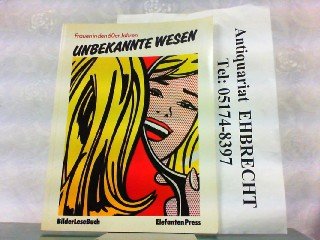 Frauen in den 60er Jahren
UNBEKANNTE WESEN
BilderLeseBuch
Elefanten Press
Antiquariat EHBRECHT
Tel: 05174-8397